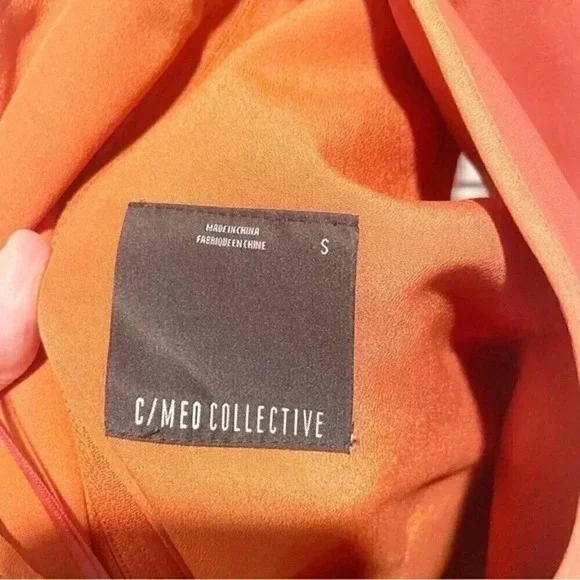 MADE IN CHINA
FABRIQUE EN CHINE
S
C/MEO COLLECTIVE